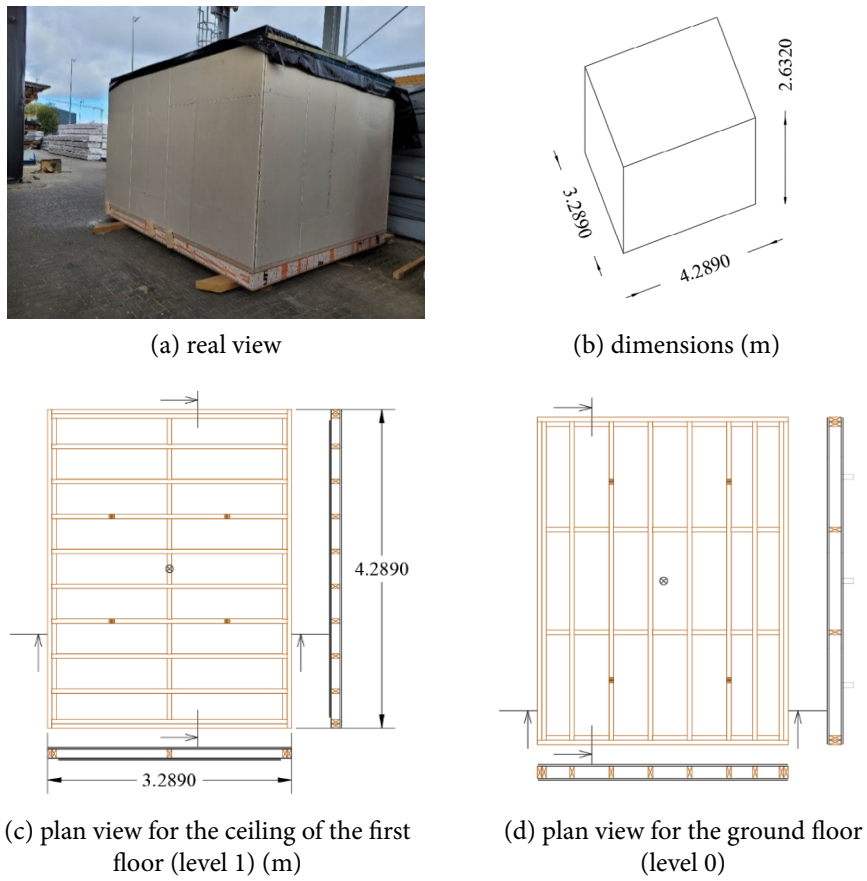 2.6320
3.2890
4.2890
(a) real view
(b) dimensions (m)
4.2890
3.2890
(c) plan view for the ceiling of the first
floor (level 1) (m)
(d) plan view for the ground floor
(level 0)